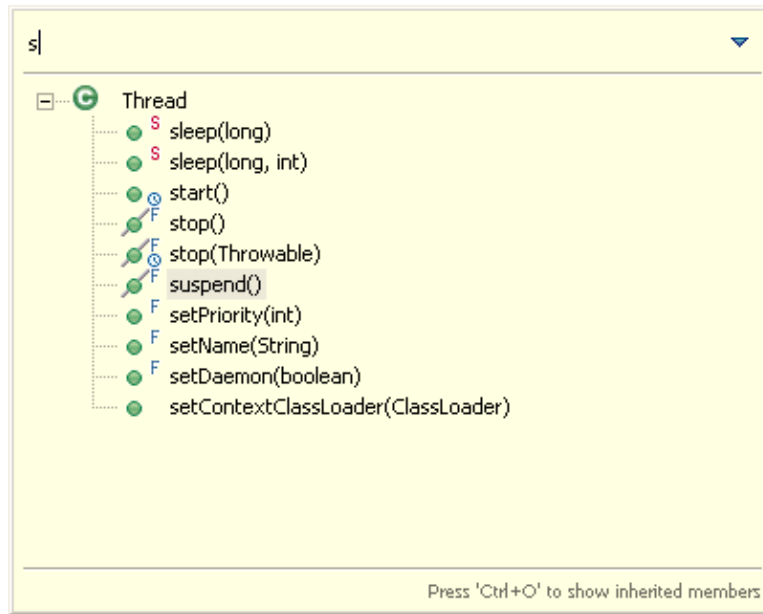 s
Thread
S sleep(long)
S sleep(long, int)
start()
F stop()
F stop(Throwable)
F suspend()
F setPriority(int)
F setName(String)
F setDaemon(boolean)
setContextClassLoader(ClassLoader)
Press 'Ctrl+O' to show inherited members